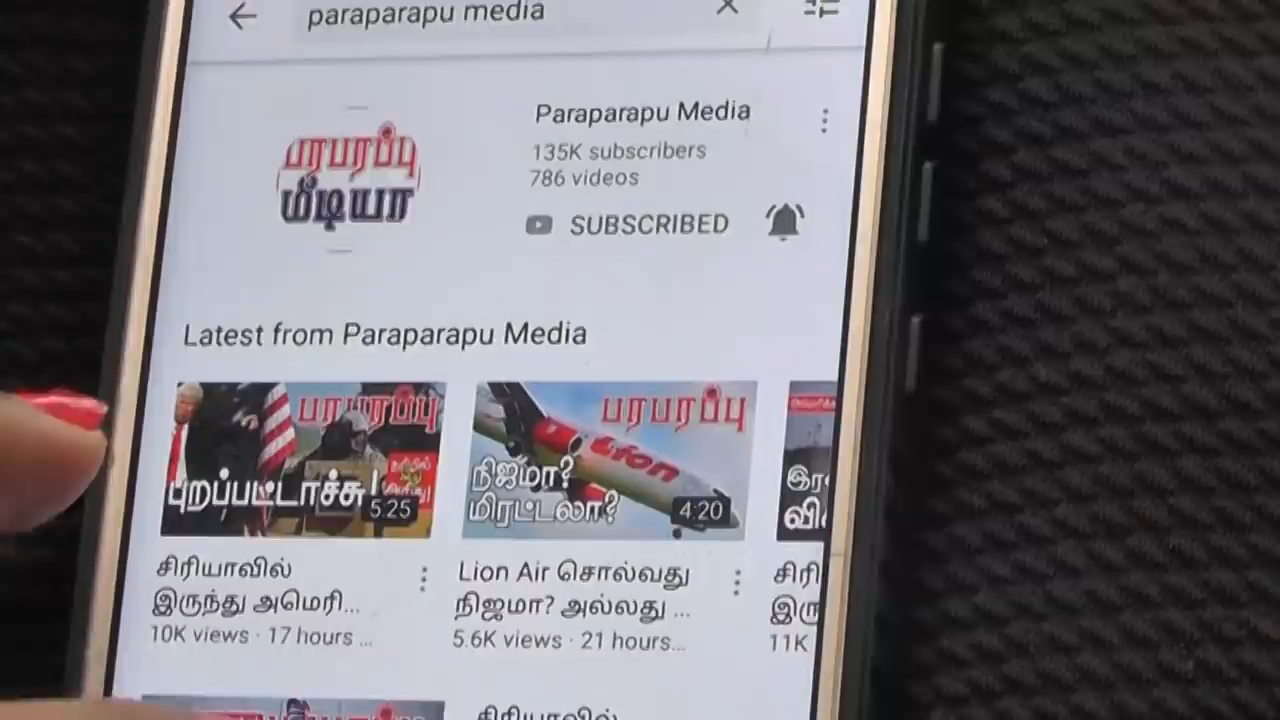 paraparapu media
பரபரப்பு
மீடியா
Paraparapu Media
135K subscribers
786 videos
SUBSCRIBED
Latest from Paraparapu Media
பரபரப்பு
புறப்பட்டாச்சு!
5:25
சிரியாவில்
இருந்து அமெரி...
10K views · 17 hours ...
பரபரப்பு
Lion
நிஜமா?
மிரட்டலா?
4:20
Lion Air சொல்வது
நிஜமா? அல்லது ...
5.6K views · 21 hours...
சிரி
இரு
11K
சிரியாவில்